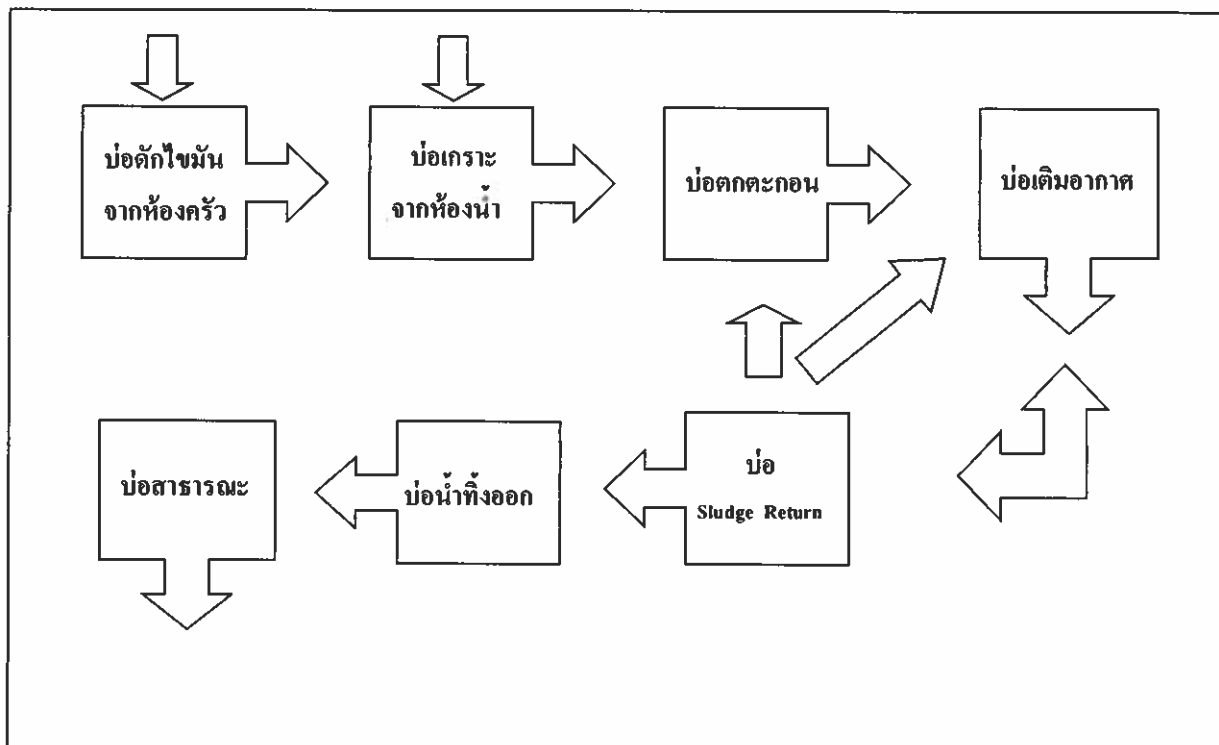 บ่อดักไขมัน
จากห้องครัว
บ่อเกราะ
จากห้องน้ำ
บ่อตกตะกอน
บ่อเติมอากาศ
บ่อสาธารณะ
บ่อน้ำทิ้งออก
บ่อ
Sludge Return